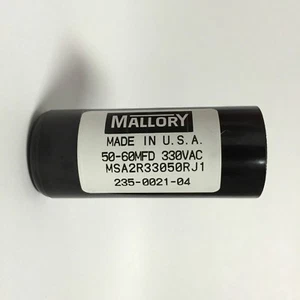 MALLORY
MADE IN U.S.A.
50-60MFD 330VAC
MSA2R33050RJ1
235-0021-04